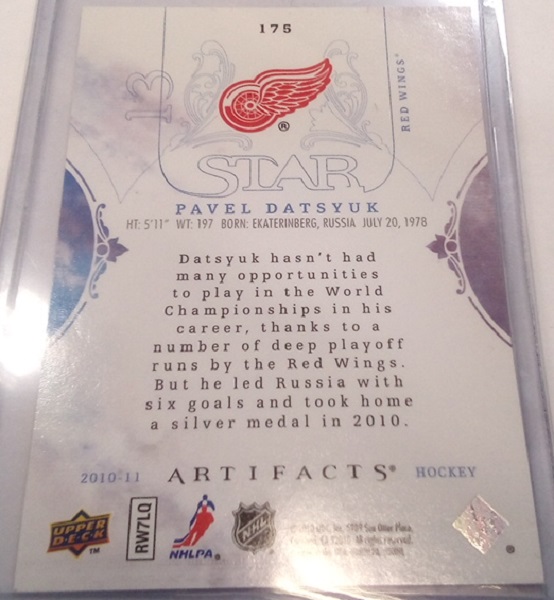 175
13
RED WINGS®
®
STAR
PAVEL DATSYUK
HT: 5'11" WT: 197 BORN: EKATERINBERG, RUSSIA JULY 20, 1978
Datsyuk hasn't had
many opportunities
to play in the World
Championships in his
career, thanks to a
number of deep playoff
runs by the Red Wings.
But he led Russia with
six goals and took home
a silver medal in 2010.
2010-11 ARTIFACTS® HOCKEY
UPPER
DECK
TM
RW7LQ
NHLPA®
NHL
®